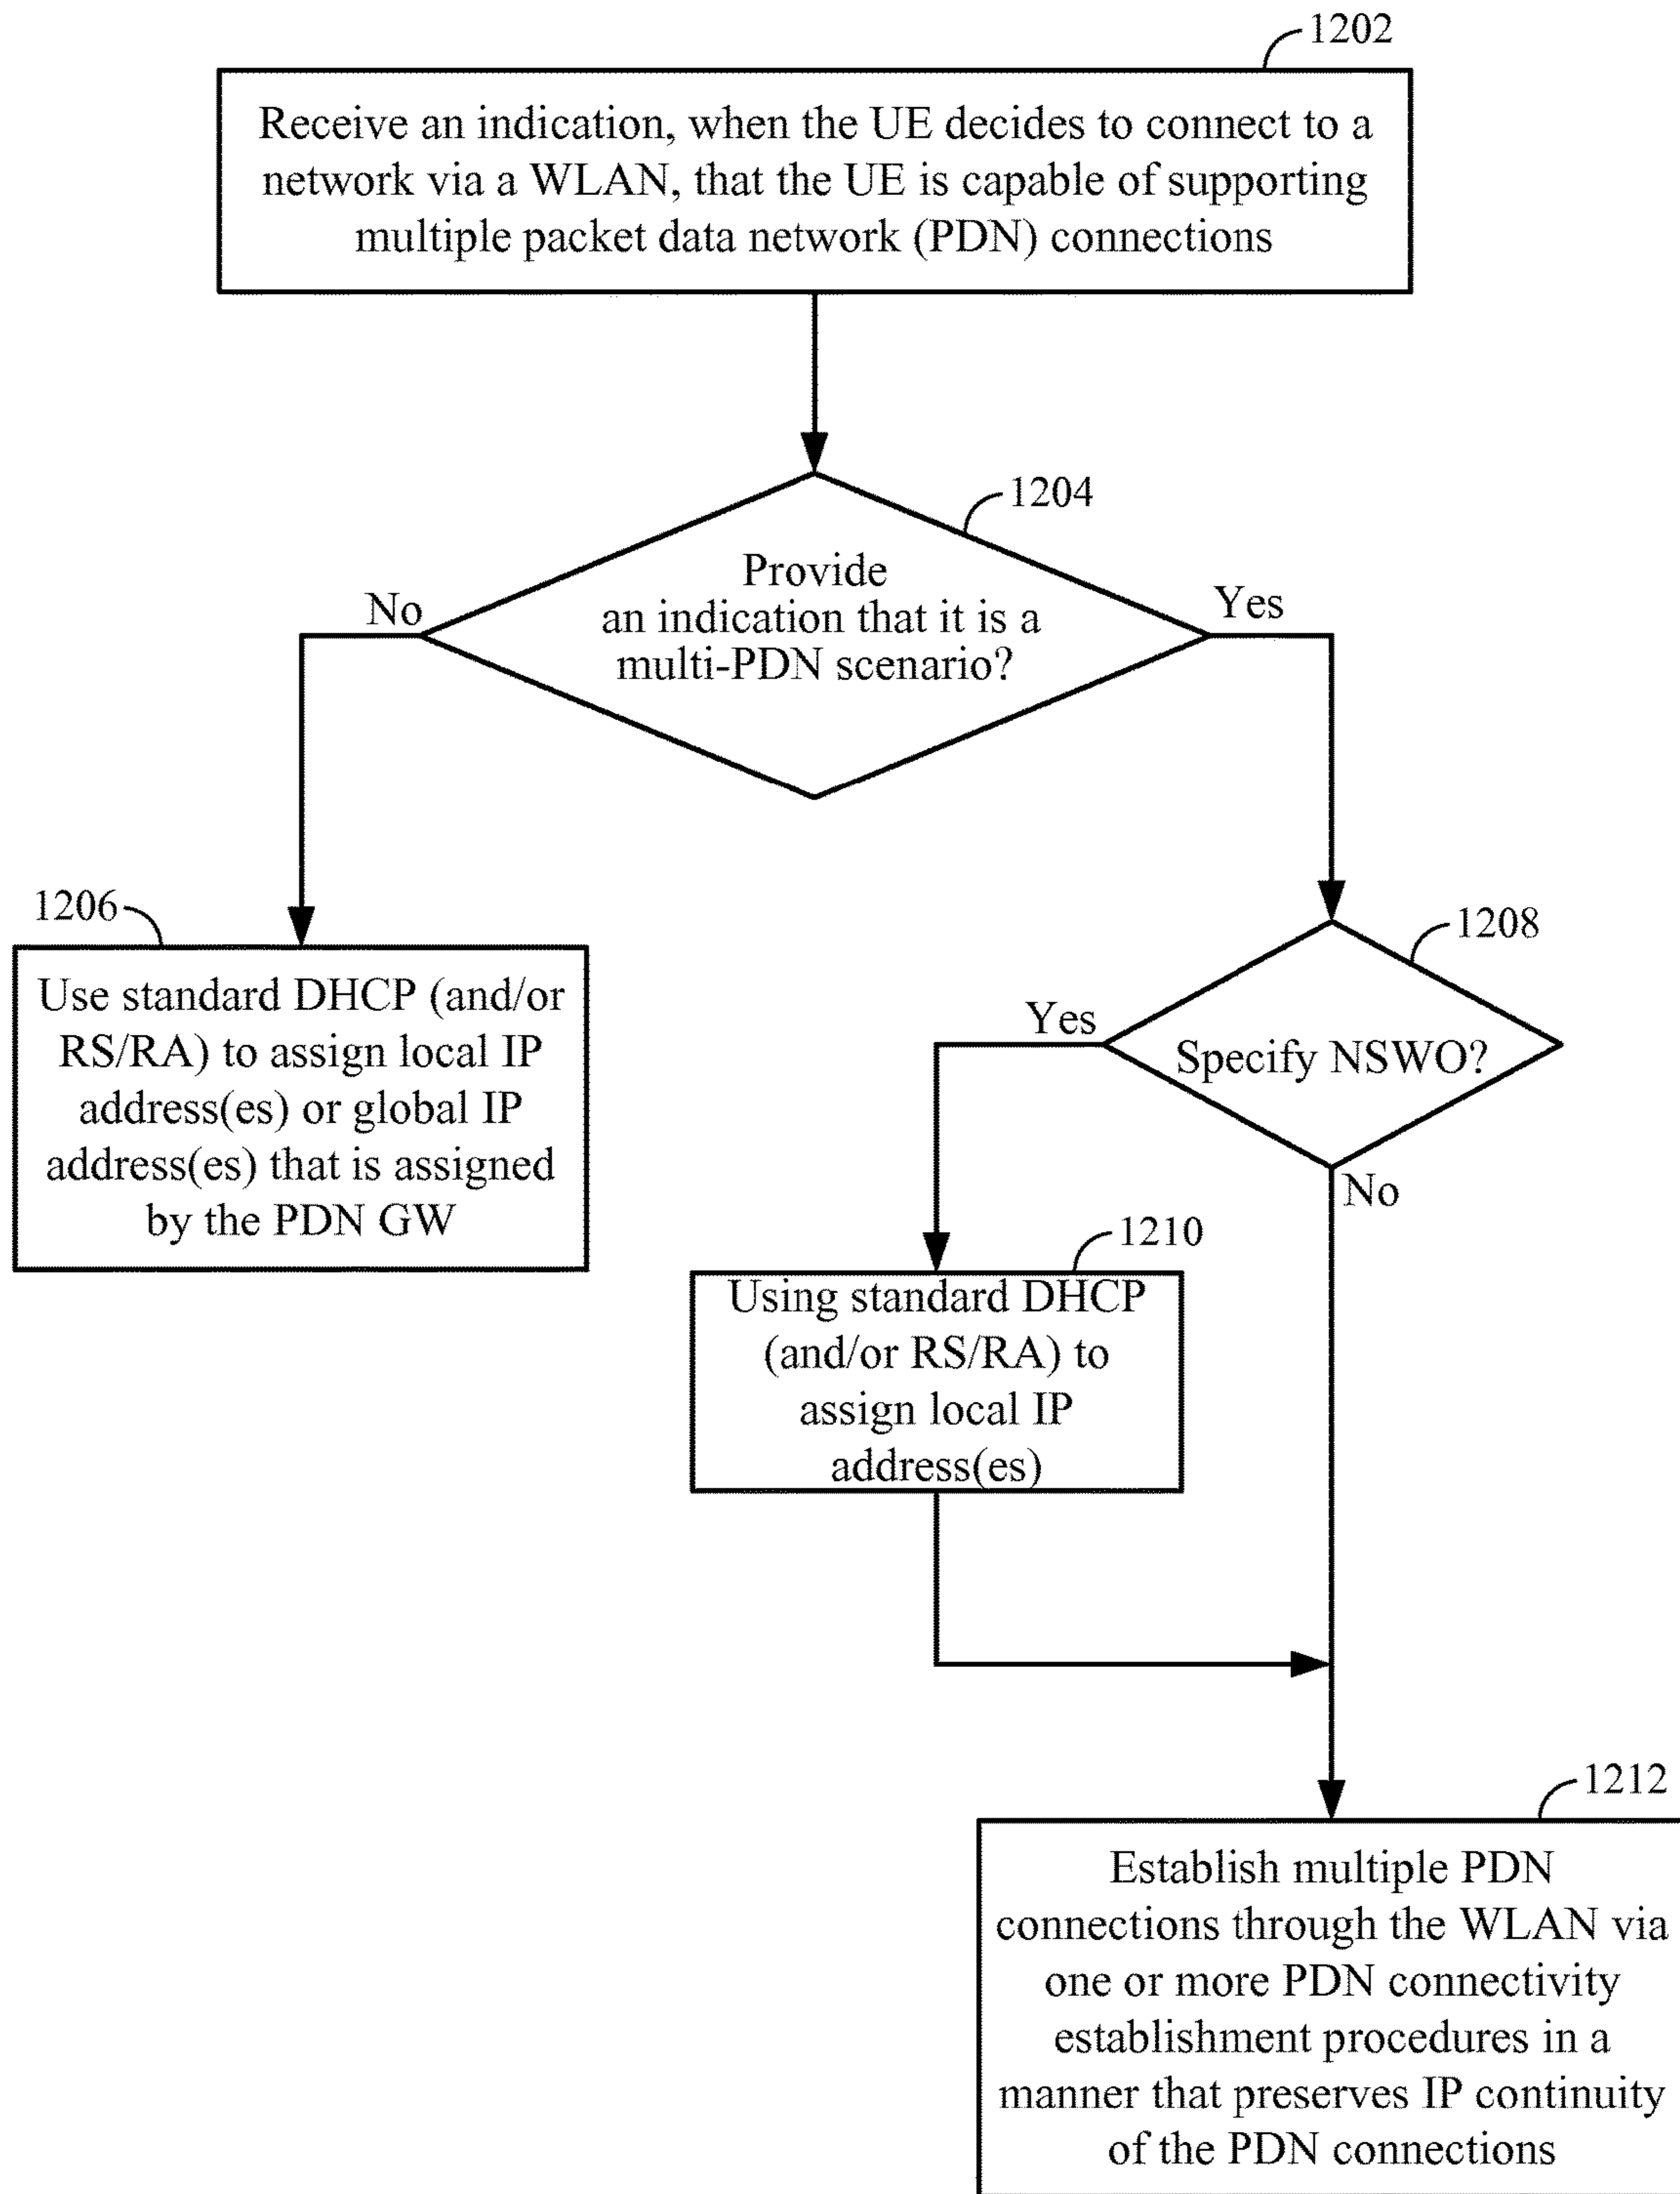 1202
Receive an indication, when the UE decides to connect to a
network via a WLAN, that the UE is capable of supporting
multiple packet data network (PDN) connections
1204
Provide
an indication that it is a
multi-PDN scenario?
No
Yes
1206
Use standard DHCP (and/or
RS/RA) to assign local IP
address(es) or global IP
address(es) that is assigned
by the PDN GW
1208
Specify NSWO?
Yes
No
1210
Using standard DHCP
(and/or RS/RA) to
assign local IP
address(es)
1212
Establish multiple PDN
connections through the WLAN via
one or more PDN connectivity
establishment procedures in a
manner that preserves IP continuity
of the PDN connections